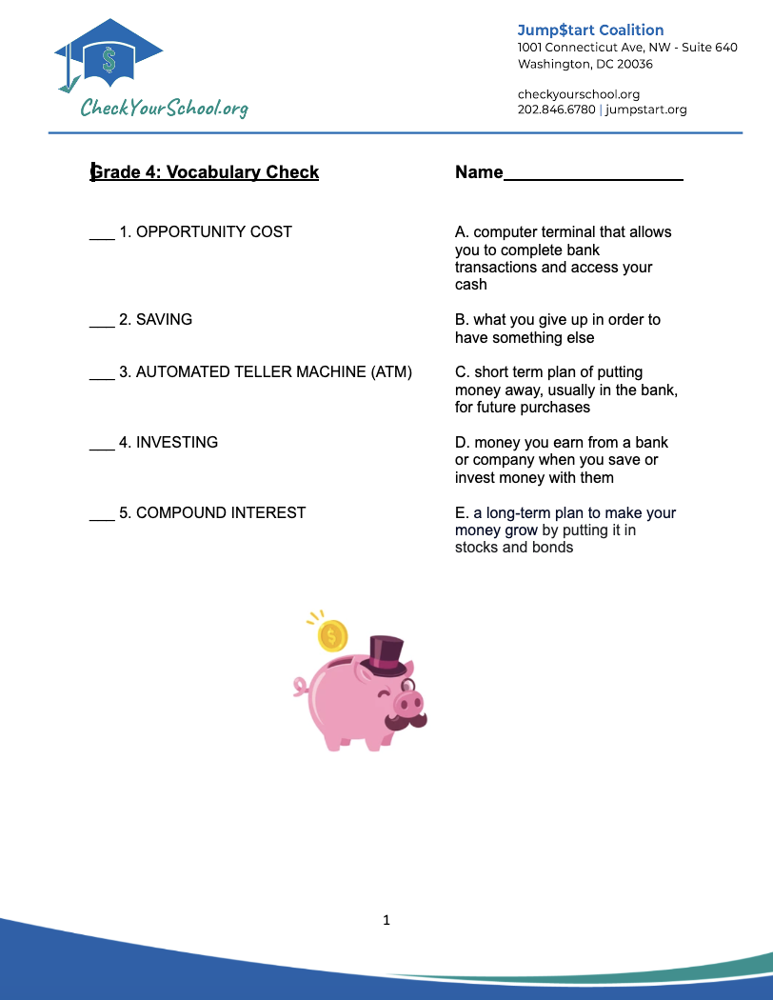 $
CheckYourSchool.org
Jump$tart Coalition
1001 Connecticut Ave, NW - Suite 640
Washington, DC 20036
checkyourschool.org
202.846.6780 | jumpstart.org
Grade 4: Vocabulary Check
Name_____________________
___ 1. OPPORTUNITY COST
A. computer terminal that allows
you to complete bank
transactions and access your
cash
___ 2. SAVING
B. what you give up in order to
have something else
___ 3. AUTOMATED TELLER MACHINE (ATM)
C. short term plan of putting
money away, usually in the bank,
for future purchases
___ 4. INVESTING
D. money you earn from a bank
or company when you save or
invest money with them
___ 5. COMPOUND INTEREST
E. a long-term plan to make your
money grow by putting it in
stocks and bonds
$
1